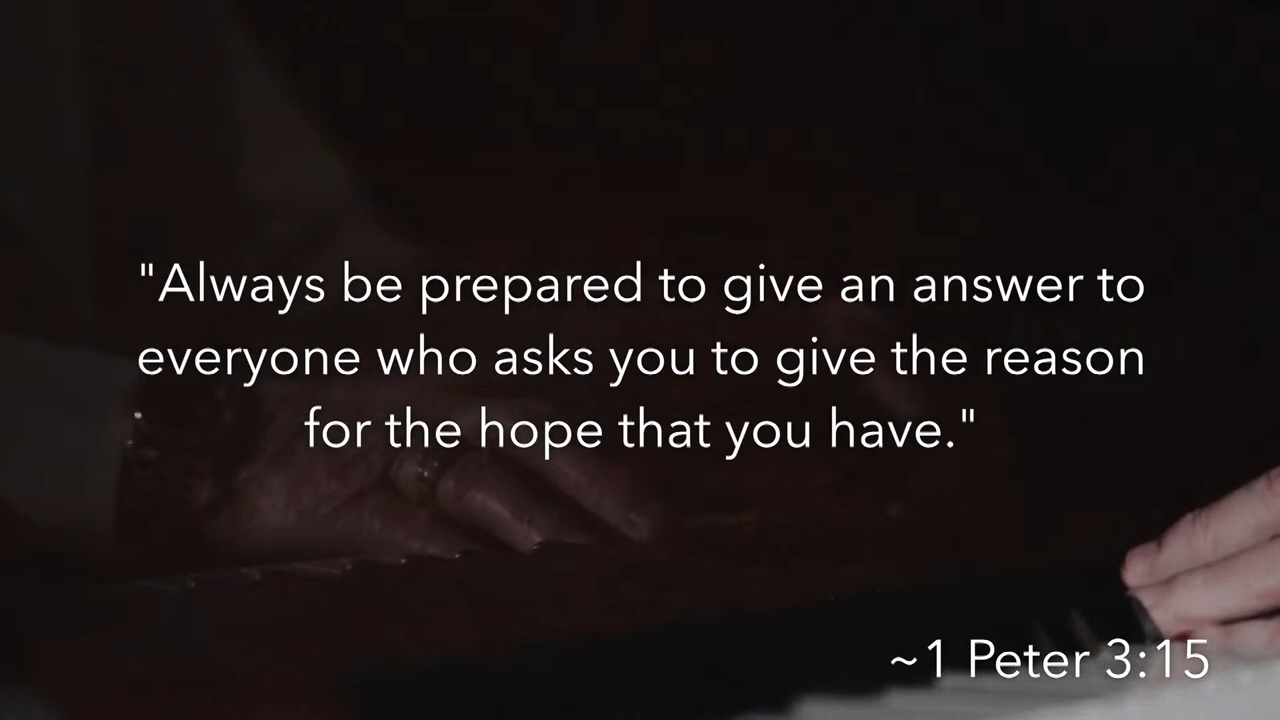 "Always be prepared to give an answer to
everyone who asks you to give the reason
for the hope that you have."
~1 Peter 3:15